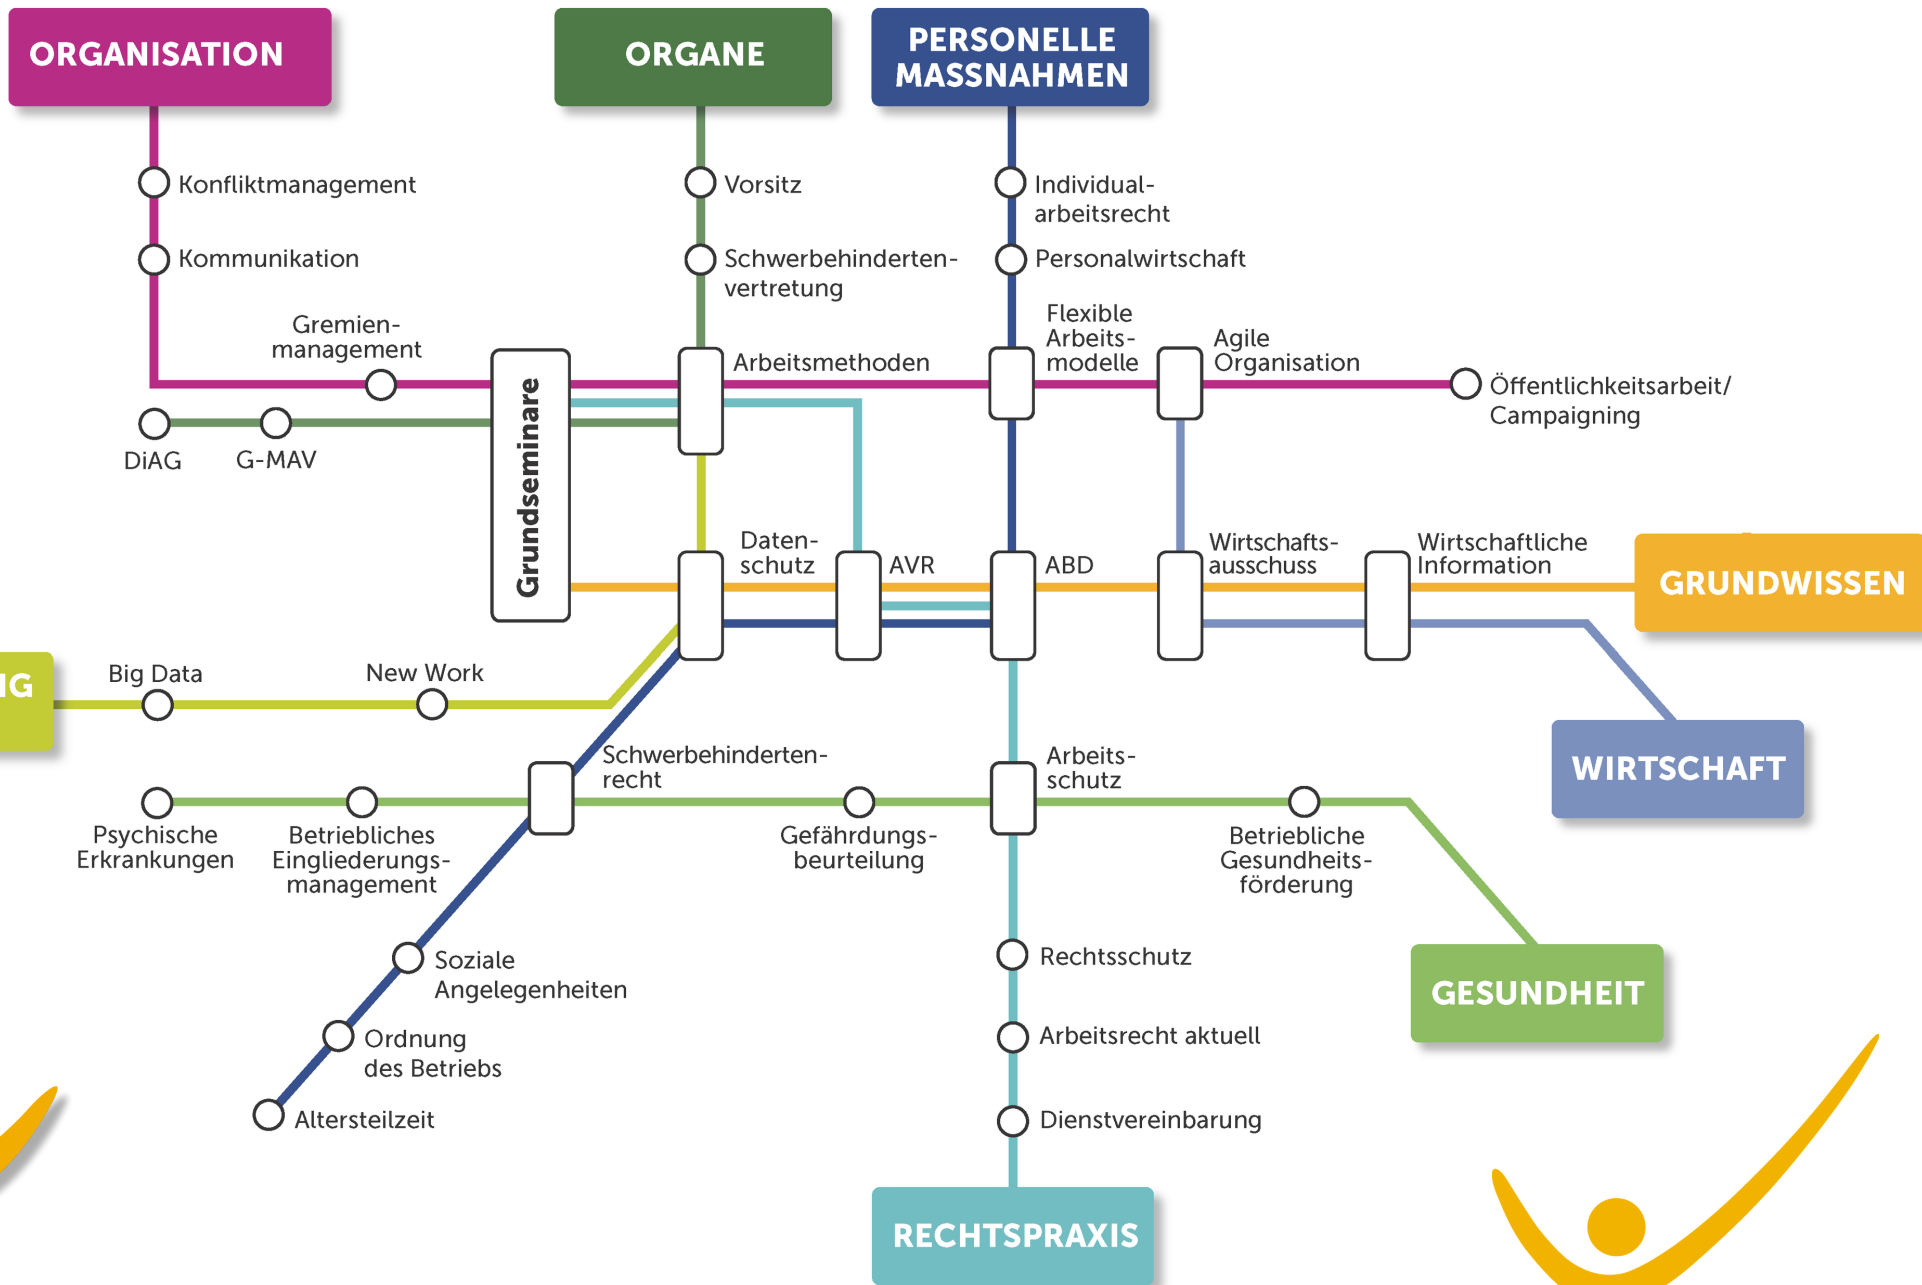 ORGANISATION
ORGANE
PERSONELLE
MASSNAHMEN
Konfliktmanagement
Vorsitz
Individual-
arbeitsrecht
Kommunikation
Schwerbehinderten-
vertretung
Personalwirtschaft
Gremien-
management
Arbeitsmethoden
Flexible
Arbeits-
modelle
Agile
Organisation
Öffentlichkeitsarbeit/
Campaigning
DiAG
G-MAV
Grundseminare
Daten-
schutz
AVR
ABD
Wirtschafts-
ausschuss
Wirtschaftliche
Information
GRUNDWISSEN
IG
Big Data
New Work
WIRTSCHAFT
Schwerbehinderten-
recht
Arbeits-
schutz
Psychische
Erkrankungen
Betriebliches
Eingliederungs-
management
Gefährdungs-
beurteilung
Betriebliche
Gesundheits-
förderung
Soziale
Angelegenheiten
Rechtsschutz
GESUNDHEIT
Ordnung
des Betriebs
Arbeitsrecht aktuell
Altersteilzeit
Dienstvereinbarung
RECHTSPRAXIS